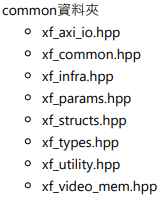 common資料夾
xf_axi_io.hpp
xf_common.hpp
xf_infra.hpp
xf_params.hpp
xf_structs.hpp
xf_types.hpp
xf_utility.hpp
xf_video_mem.hpp